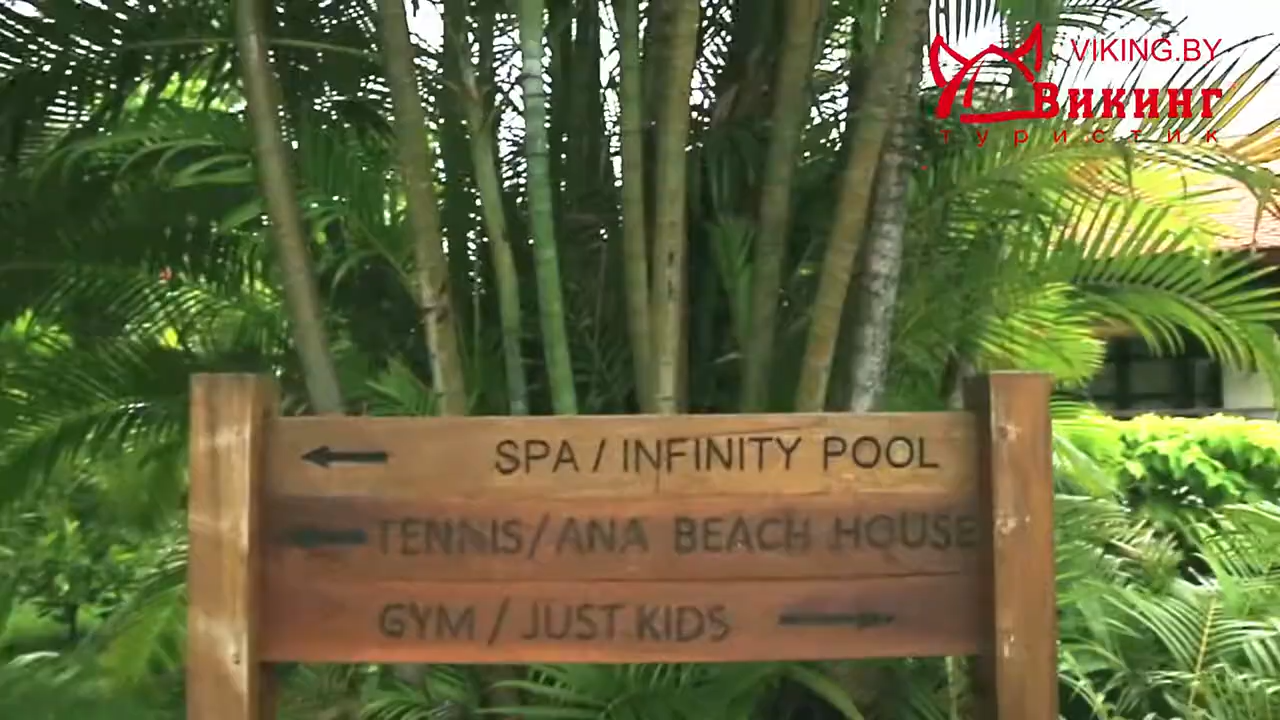 VIKING.BY
Викинг
туристик
SPA / INFINITY POOL
TENNIS/ANA BEACH HOUSE
GYM / JUST KIDS